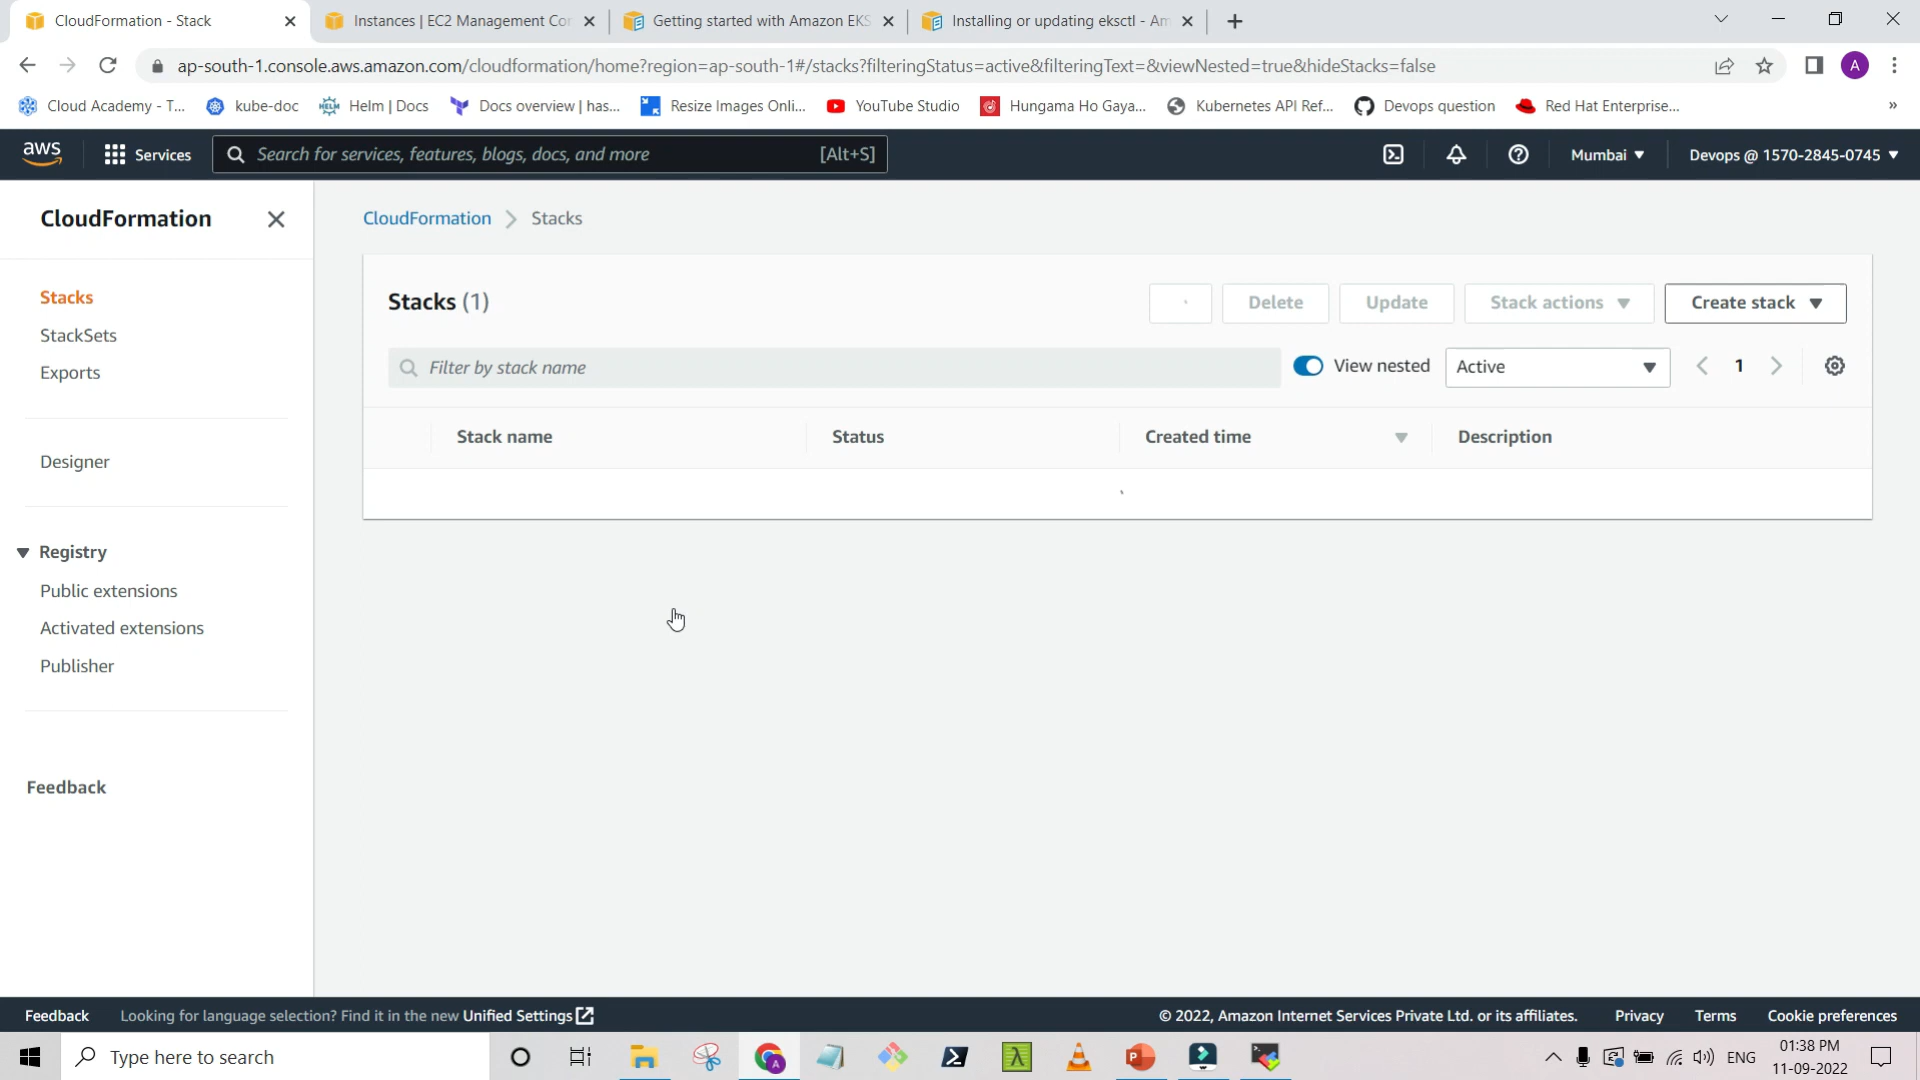 CloudFormation - Stack
Instances | EC2 Management Cor
Getting started with Amazon EKS
Installing or updating eksctl - Am
ap-south-1.console.aws.amazon.com/cloudformation/home?region=ap-south-1#/stacks?filteringStatus=active&filteringText=&viewNested=true&hideStacks=false
A
Cloud Academy - T...
kube-doc
Helm | Docs
Docs overview | has...
Resize Images Onli...
YouTube Studio
Hungama Ho Gaya...
Kubernetes API Ref...
Devops question
Red Hat Enterprise...
»
aws
Services
Search for services, features, blogs, docs, and more
[Alt+S]
Mumbai
Devops @ 1570-2845-0745
CloudFormation
Stacks
StackSets
Exports
Designer
Registry
Public extensions
Activated extensions
Publisher
Feedback
CloudFormation
Stacks
Stacks (1)
Delete
Update
Stack actions
Create stack
Filter by stack name
View nested
Active
1
Stack name
Status
Created time
Description
Feedback
Looking for language selection? Find it in the new Unified Settings
© 2022, Amazon Internet Services Private Ltd. or its affiliates.
Privacy
Terms
Cookie preferences
Type here to search
ENG
01:38 PM
11-09-2022